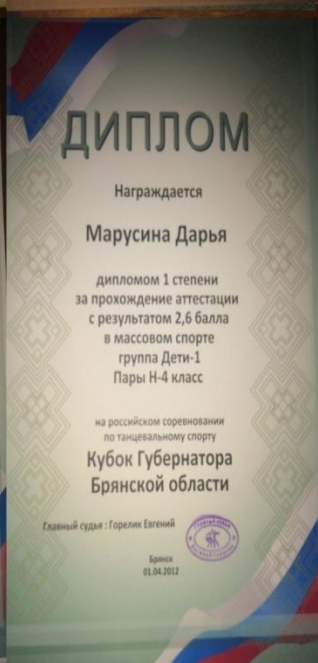 ДИПЛОМ
Награждается
Марусина Дарья
дипломом 1 степени
за прохождение аттестации
с результатом 2,6 балла
в массовом спорте
группа Дети-1
Пары Н-4 класс
на российском соревновании
по танцевальному спорту
Кубок Губернатора
Брянской области
Главный судья : Горелик Евгений
Брянск
01.04.2012